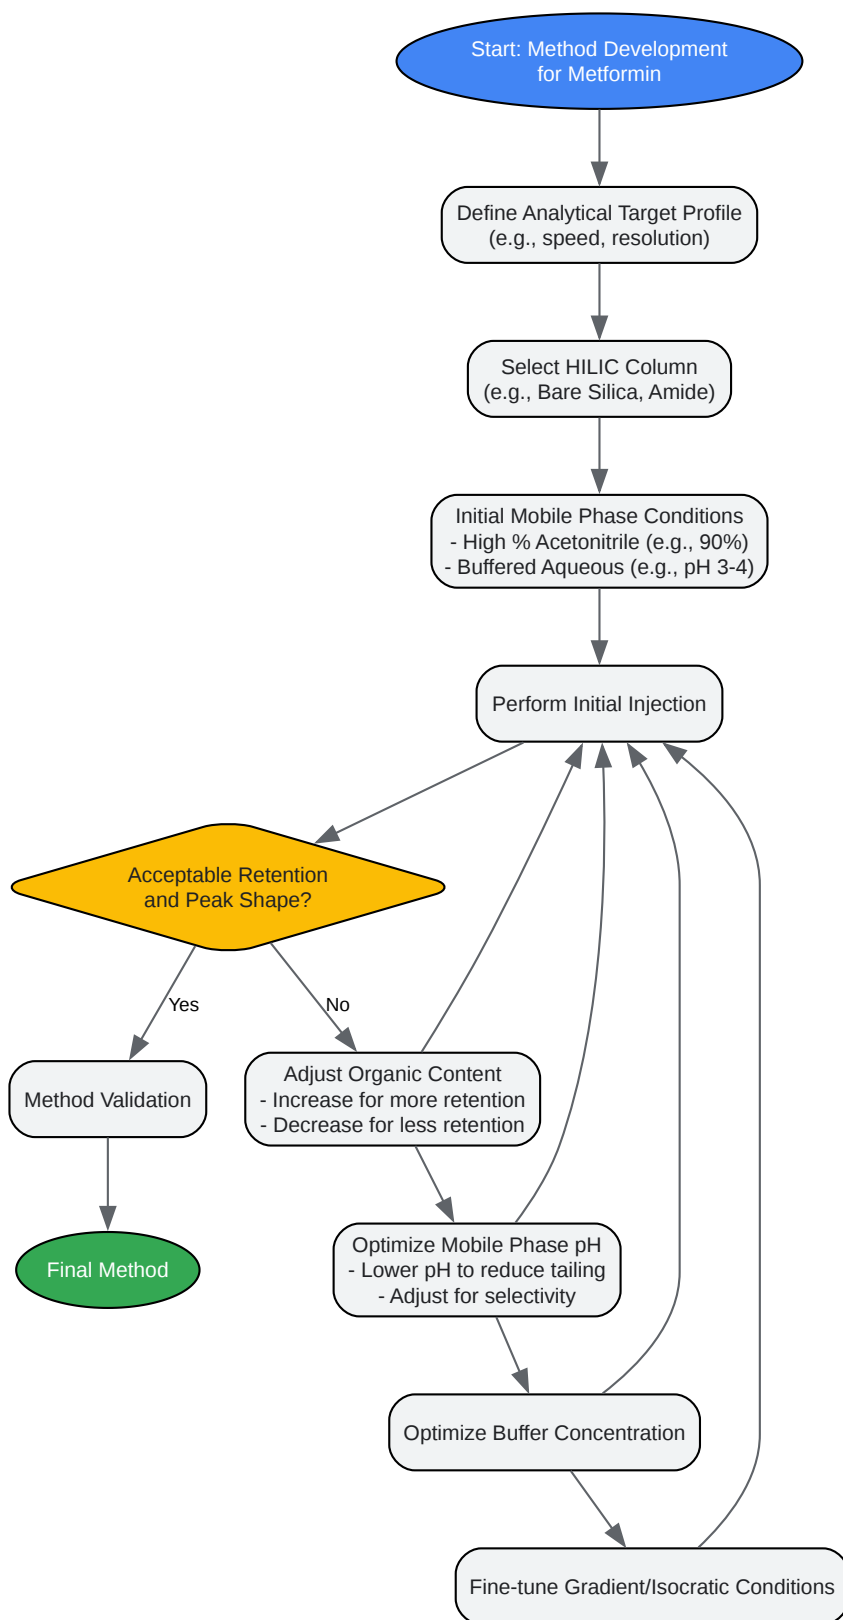 Start: Method Development
for Metformin
Define Analytical Target Profile
(e.g., speed, resolution)
Select HILIC Column
(e.g., Bare Silica, Amide)
Initial Mobile Phase Conditions
- High % Acetonitrile (e.g., 90%)
- Buffered Aqueous (e.g., pH 3-4)
Perform Initial Injection
Acceptable Retention
and Peak Shape?
Yes
No
Method Validation
Adjust Organic Content
- Increase for more retention
- Decrease for less retention
Final Method
Optimize Mobile Phase pH
- Lower pH to reduce tailing
- Adjust for selectivity
Optimize Buffer Concentration
Fine-tune Gradient/Isocratic Conditions